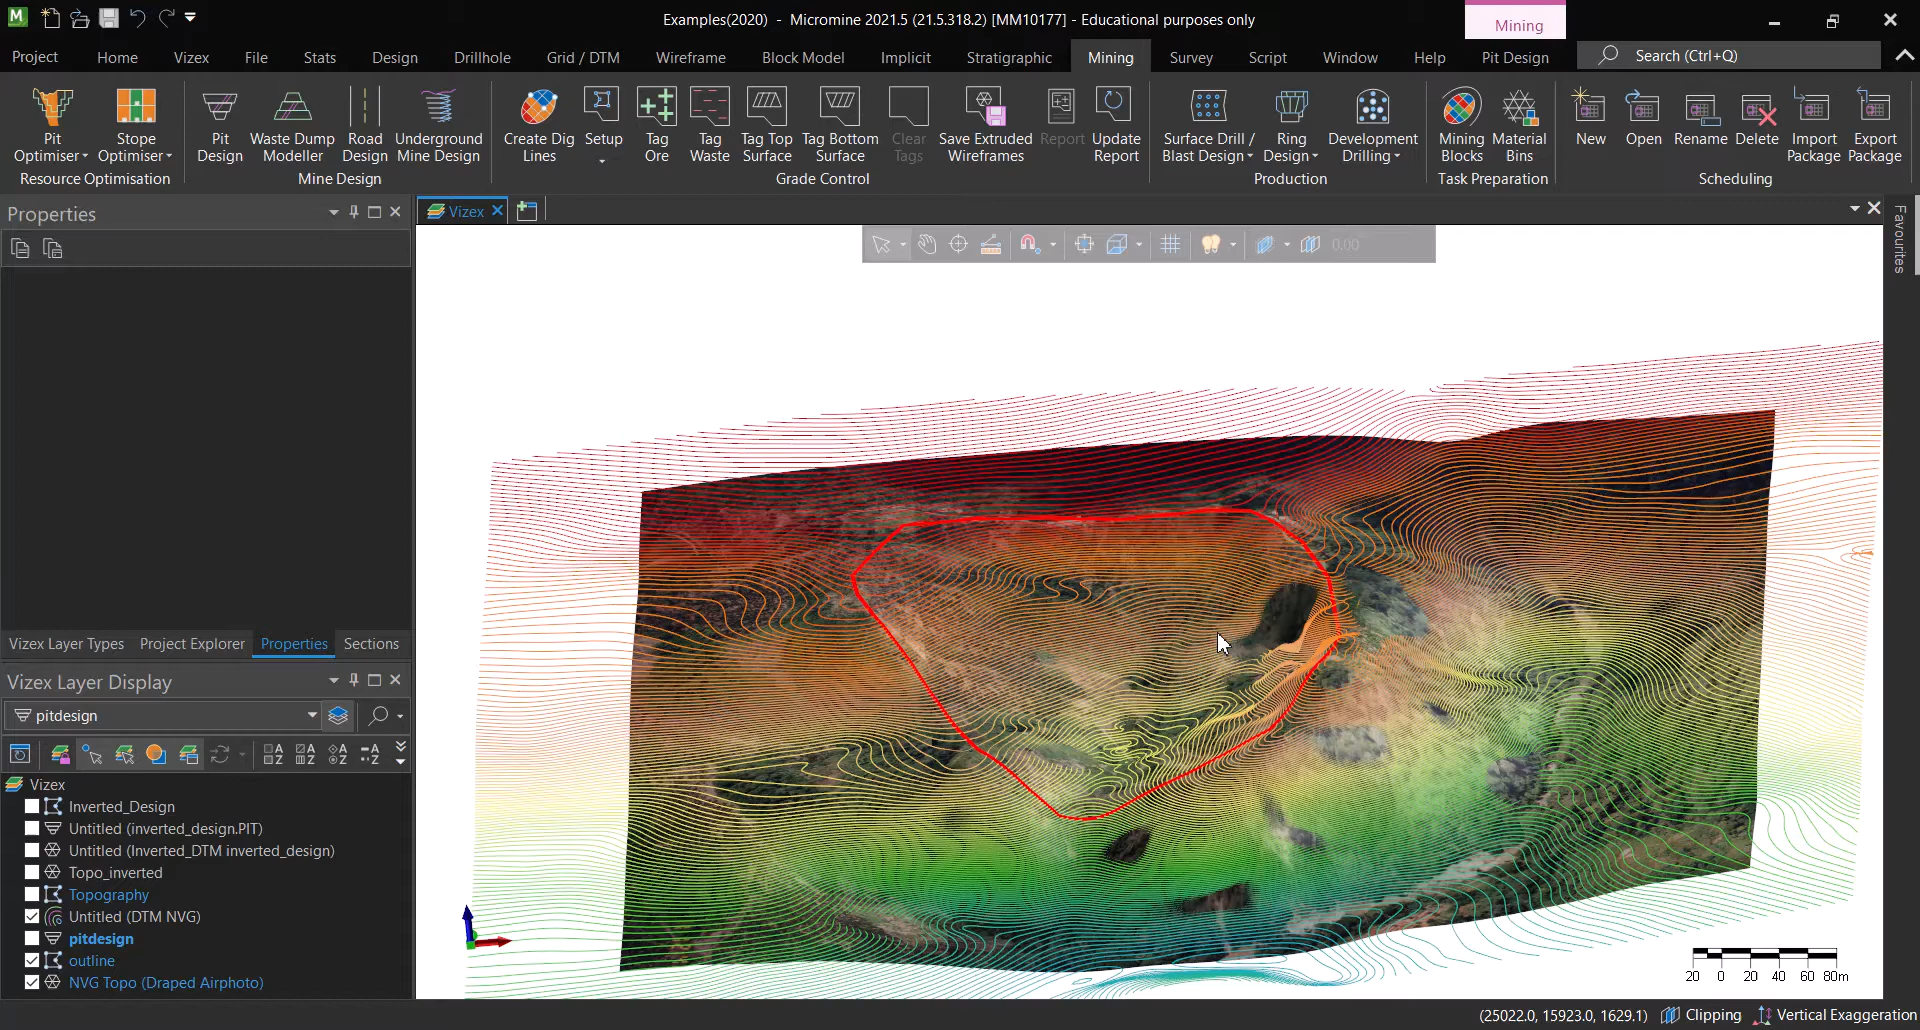 Examples(2020) - Micromine 2021.5 (21.5.318.2) [MM10177] - Educational purposes only
Mining
Project Home Vizex File Stats Design Drillhole Grid / DTM Wireframe Block Model Implicit Stratigraphic Mining Survey Script Window Help Pit Design Search (Ctrl+Q)
Pit Optimiser
Stope Optimiser
Resource Optimisation
Pit Design
Waste Dump Modeller
Road Design
Underground Mine Design
Mine Design
Create Dig Lines
Setup
Tag Ore
Tag Waste
Tag Top Surface
Tag Bottom Surface
Clear Tags
Save Extruded Wireframes
Report
Update Report
Grade Control
Surface Drill / Blast Design
Ring Design
Development Drilling
Production
Mining Blocks
Material Bins
Task Preparation
New
Open
Rename
Delete
Import Package
Export Package
Scheduling
Properties
Vizex
Favourites
0.00
Vizex Layer Types Project Explorer Properties Sections
Vizex Layer Display
pitdesign
Vizex
Inverted_Design
Untitled (inverted_design.PIT)
Untitled (Inverted_DTM inverted_design)
Topo_inverted
Topography
Untitled (DTM NVG)
pitdesign
outline
NVG Topo (Draped Airphoto)
20 0 20 40 60 80m
(25022.0, 15923.0, 1629.1) Clipping Vertical Exaggeration